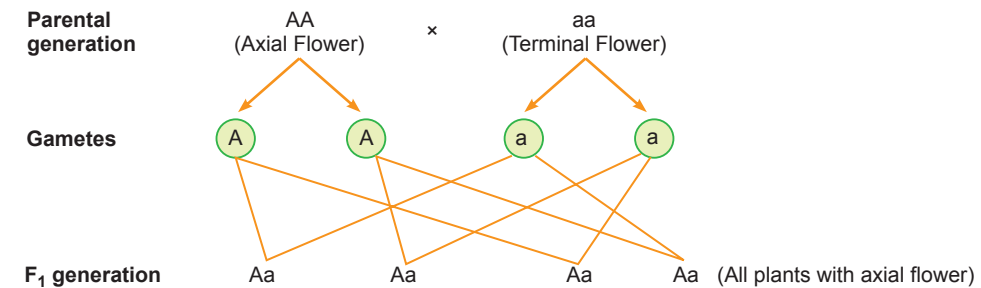 Parental generation AA × aa
(Axial Flower) (Terminal Flower)
Gametes A A a a
F₁ generation Aa Aa Aa Aa (All plants with axial flower)